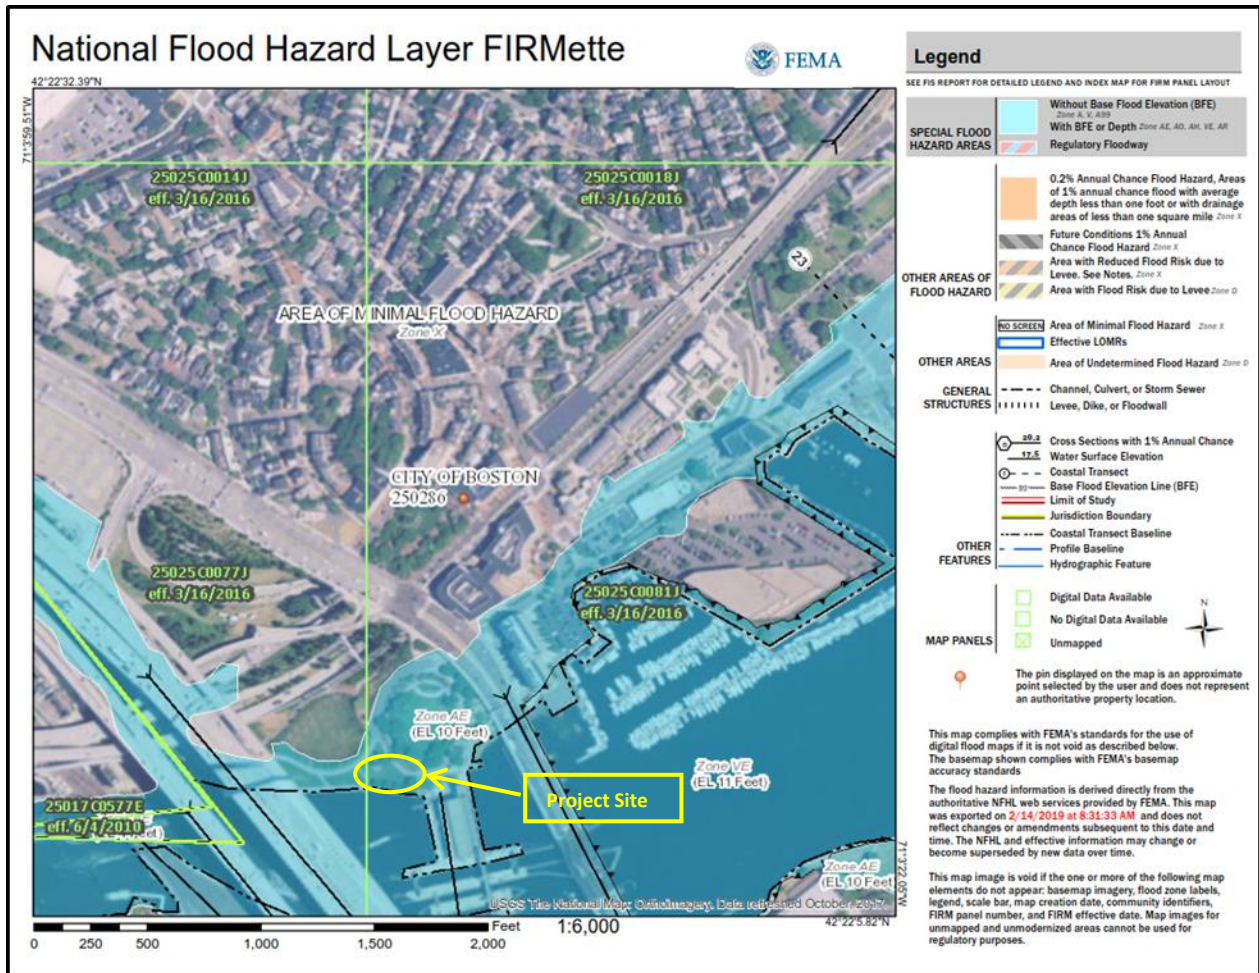 National Flood Hazard Layer FIRMette
FEMA
42°22'32.39"N
71°3'59.51"W
25025C0014J
eff. 3/16/2016
25025C0018J
eff. 3/16/2016
23
AREA OF MINIMAL FLOOD HAZARD
Zone X
CITY OF BOSTON
250286
25025C0077J
eff. 3/16/2016
25025C0081J
eff. 3/16/2016
Zone AE
(EL 10 Feet)
Zone VE
(EL 11 Feet)
Project Site
25017C0577E
eff. 6/4/2010
Zone AE
(EL 10 Feet
71°3'22.05"W
USGS The National Map: Orthoimagery. Data refreshed October, 2017.
42°22'5.82"N
Feet
1:6,000
0 250 500 1,000 1,500 2,000
Legend
SEE FIS REPORT FOR DETAILED LEGEND AND INDEX MAP FOR FIRM PANEL LAYOUT
SPECIAL FLOOD
HAZARD AREAS
Without Base Flood Elevation (BFE)
Zone A, V, A99
With BFE or Depth Zone AE, AO, AH, VE, AR
Regulatory Floodway
0.2% Annual Chance Flood Hazard, Areas
of 1% annual chance flood with average
depth less than one foot or with drainage
areas of less than one square mile Zone X
Future Conditions 1% Annual
Chance Flood Hazard Zone X
Area with Reduced Flood Risk due to
Levee. See Notes. Zone X
Area with Flood Risk due to Levee Zone D
OTHER AREAS OF
FLOOD HAZARD
NO SCREEN Area of Minimal Flood Hazard Zone X
Effective LOMRs
OTHER AREAS
Area of Undetermined Flood Hazard Zone D
GENERAL
STRUCTURES
Channel, Culvert, or Storm Sewer
Levee, Dike, or Floodwall
20.2 Cross Sections with 1% Annual Chance
17.5 Water Surface Elevation
Coastal Transect
Base Flood Elevation Line (BFE)
Limit of Study
Jurisdiction Boundary
Coastal Transect Baseline
OTHER
FEATURES
Profile Baseline
Hydrographic Feature
Digital Data Available
No Digital Data Available
MAP PANELS
Unmapped
N
The pin displayed on the map is an approximate
point selected by the user and does not represent
an authoritative property location.
This map complies with FEMA's standards for the use of
digital flood maps if it is not void as described below.
The basemap shown complies with FEMA's basemap
accuracy standards
The flood hazard information is derived directly from the
authoritative NFHL web services provided by FEMA. This map
was exported on 2/14/2019 at 8:31:33 AM and does not
reflect changes or amendments subsequent to this date and
time. The NFHL and effective information may change or
become superseded by new data over time.
This map image is void if the one or more of the following map
elements do not appear: basemap imagery, flood zone labels,
legend, scale bar, map creation date, community identifiers,
FIRM panel number, and FIRM effective date. Map images for
unmapped and unmodernized areas cannot be used for
regulatory purposes.